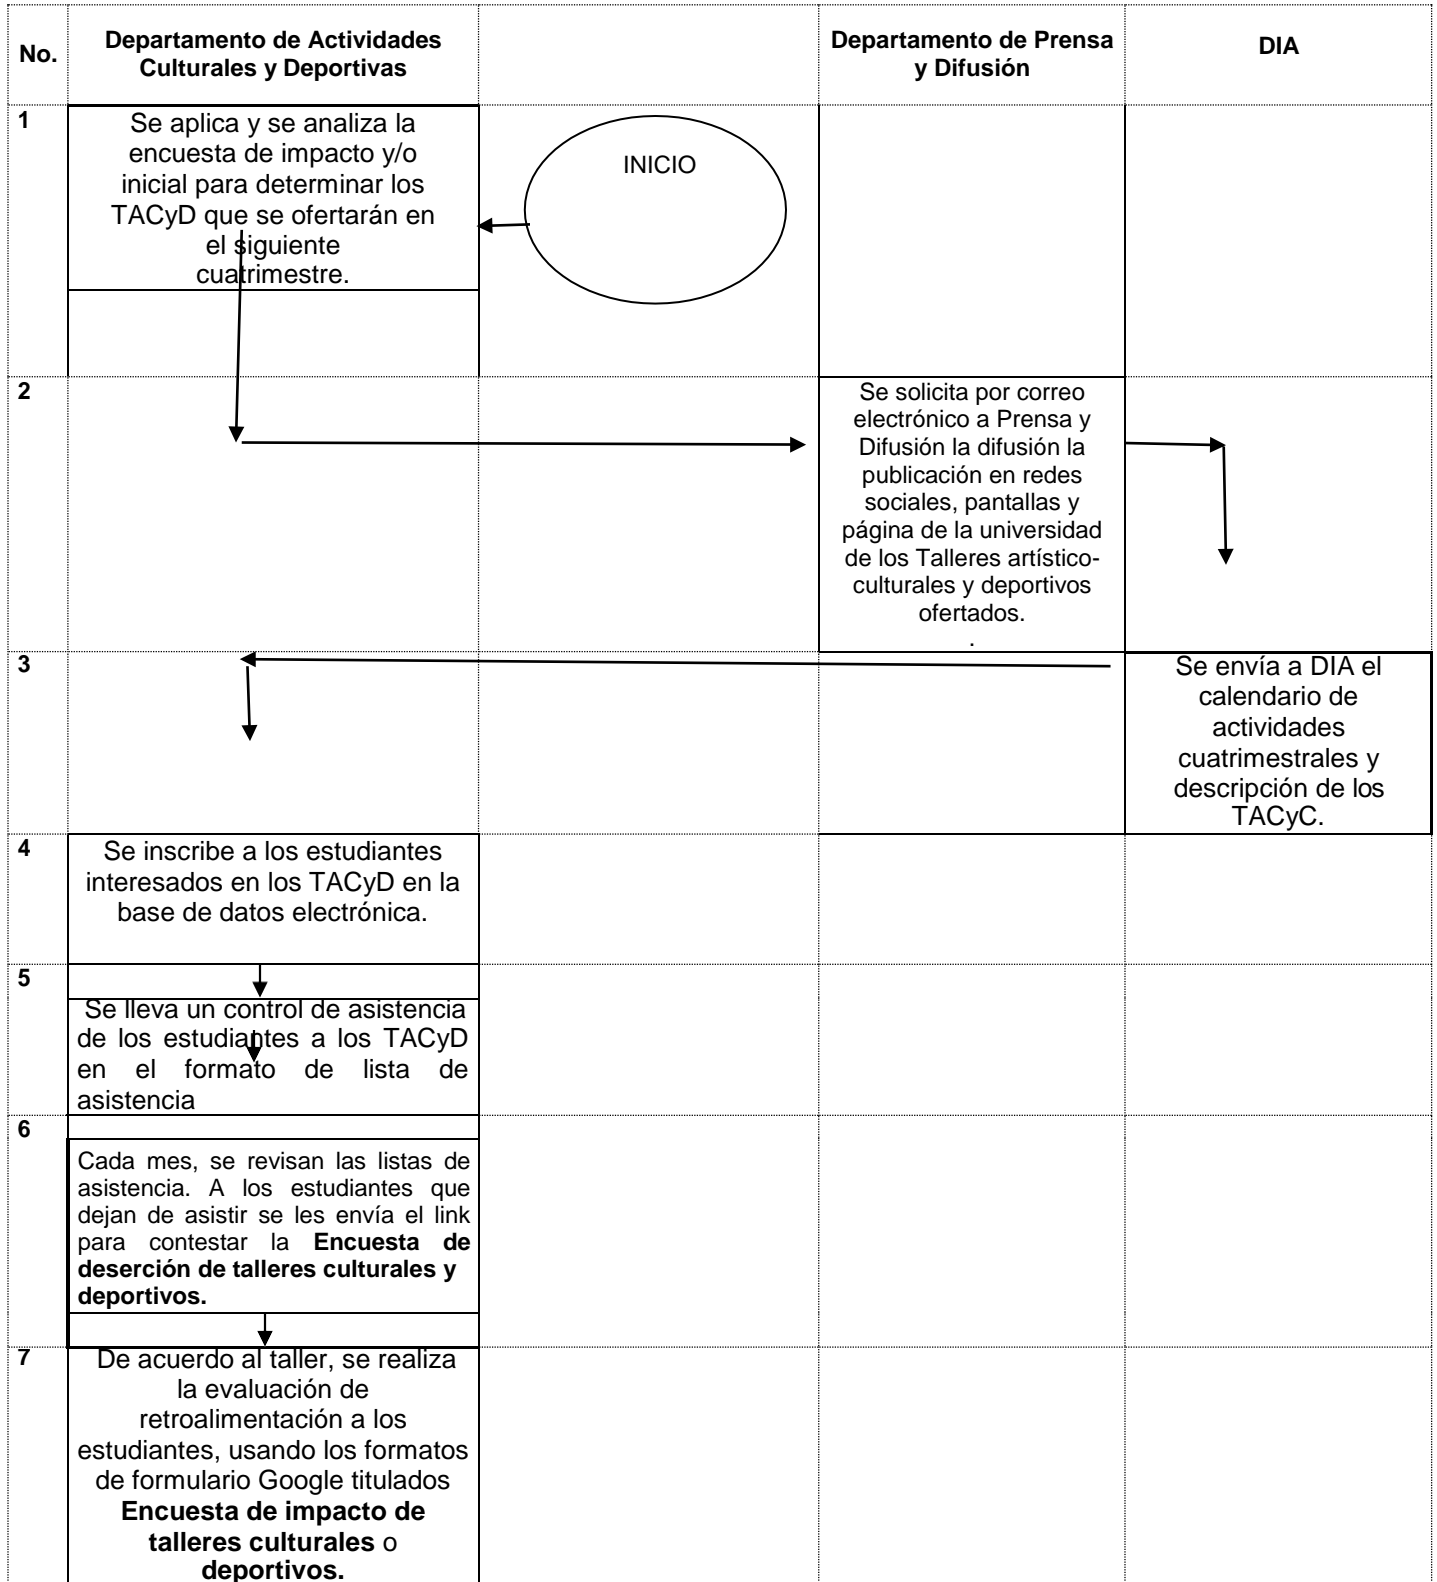 No.
Departamento de Actividades
Culturales y Deportivas
Departamento de Prensa
y Difusión
DIA
1
Se aplica y se analiza la
encuesta de impacto y/o
inicial para determinar los
TACyD que se ofertarán en
el siguiente
cuatrimestre.
INICIO
2
Se solicita por correo
electrónico a Prensa y
Difusión la difusión la
publicación en redes
sociales, pantallas y
página de la universidad
de los Talleres artístico-
culturales y deportivos
ofertados.
.
3
Se envía a DIA el
calendario de
actividades
cuatrimestrales y
descripción de los
TACyC.
4
Se inscribe a los estudiantes
interesados en los TACyD en la
base de datos electrónica.
5
Se lleva un control de asistencia
de los estudiantes a los TACyD
en el formato de lista de
asistencia
6
Cada mes, se revisan las listas de
asistencia. A los estudiantes que
dejan de asistir se les envía el link
para contestar la Encuesta de
deserción de talleres culturales y
deportivos.
7
De acuerdo al taller, se realiza
la evaluación de
retroalimentación a los
estudiantes, usando los formatos
de formulario Google titulados
Encuesta de impacto de
talleres culturales o
deportivos.